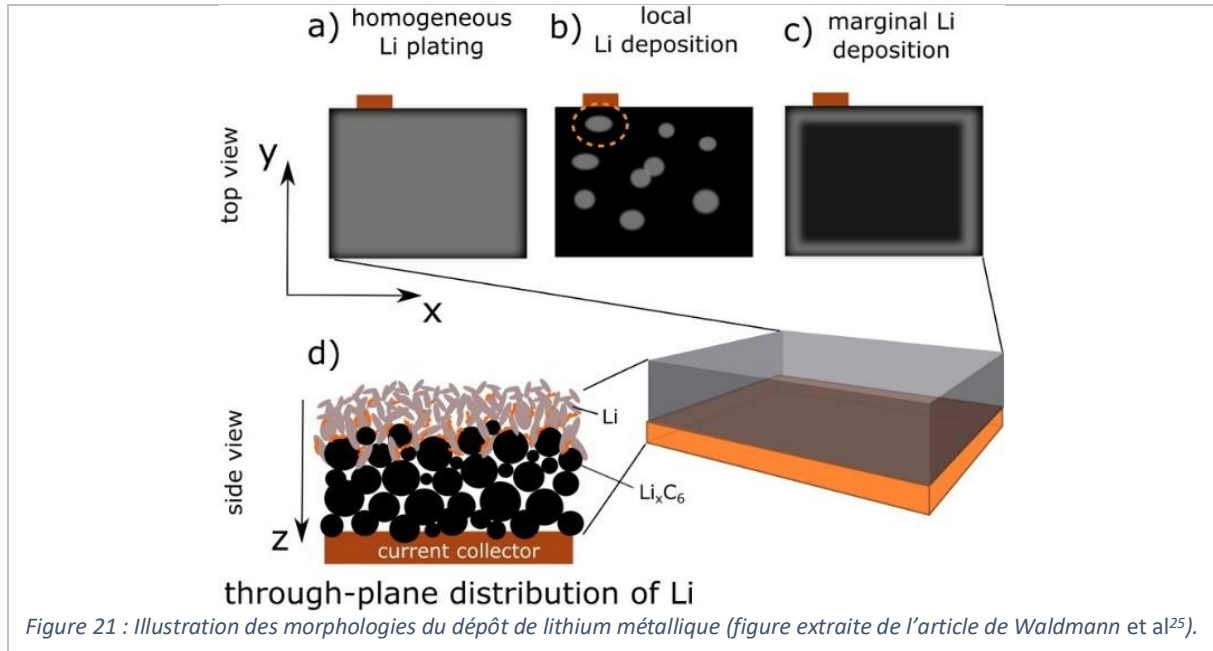 a) homogeneous
Li plating
b) local
Li deposition
c) marginal Li
deposition
top view
y
x
d)
side view
z
Li
LiₓC₆
current collector
through-plane distribution of Li
Figure 21 : Illustration des morphologies du dépôt de lithium métallique (figure extraite de l’article de Waldmann et al²⁵).